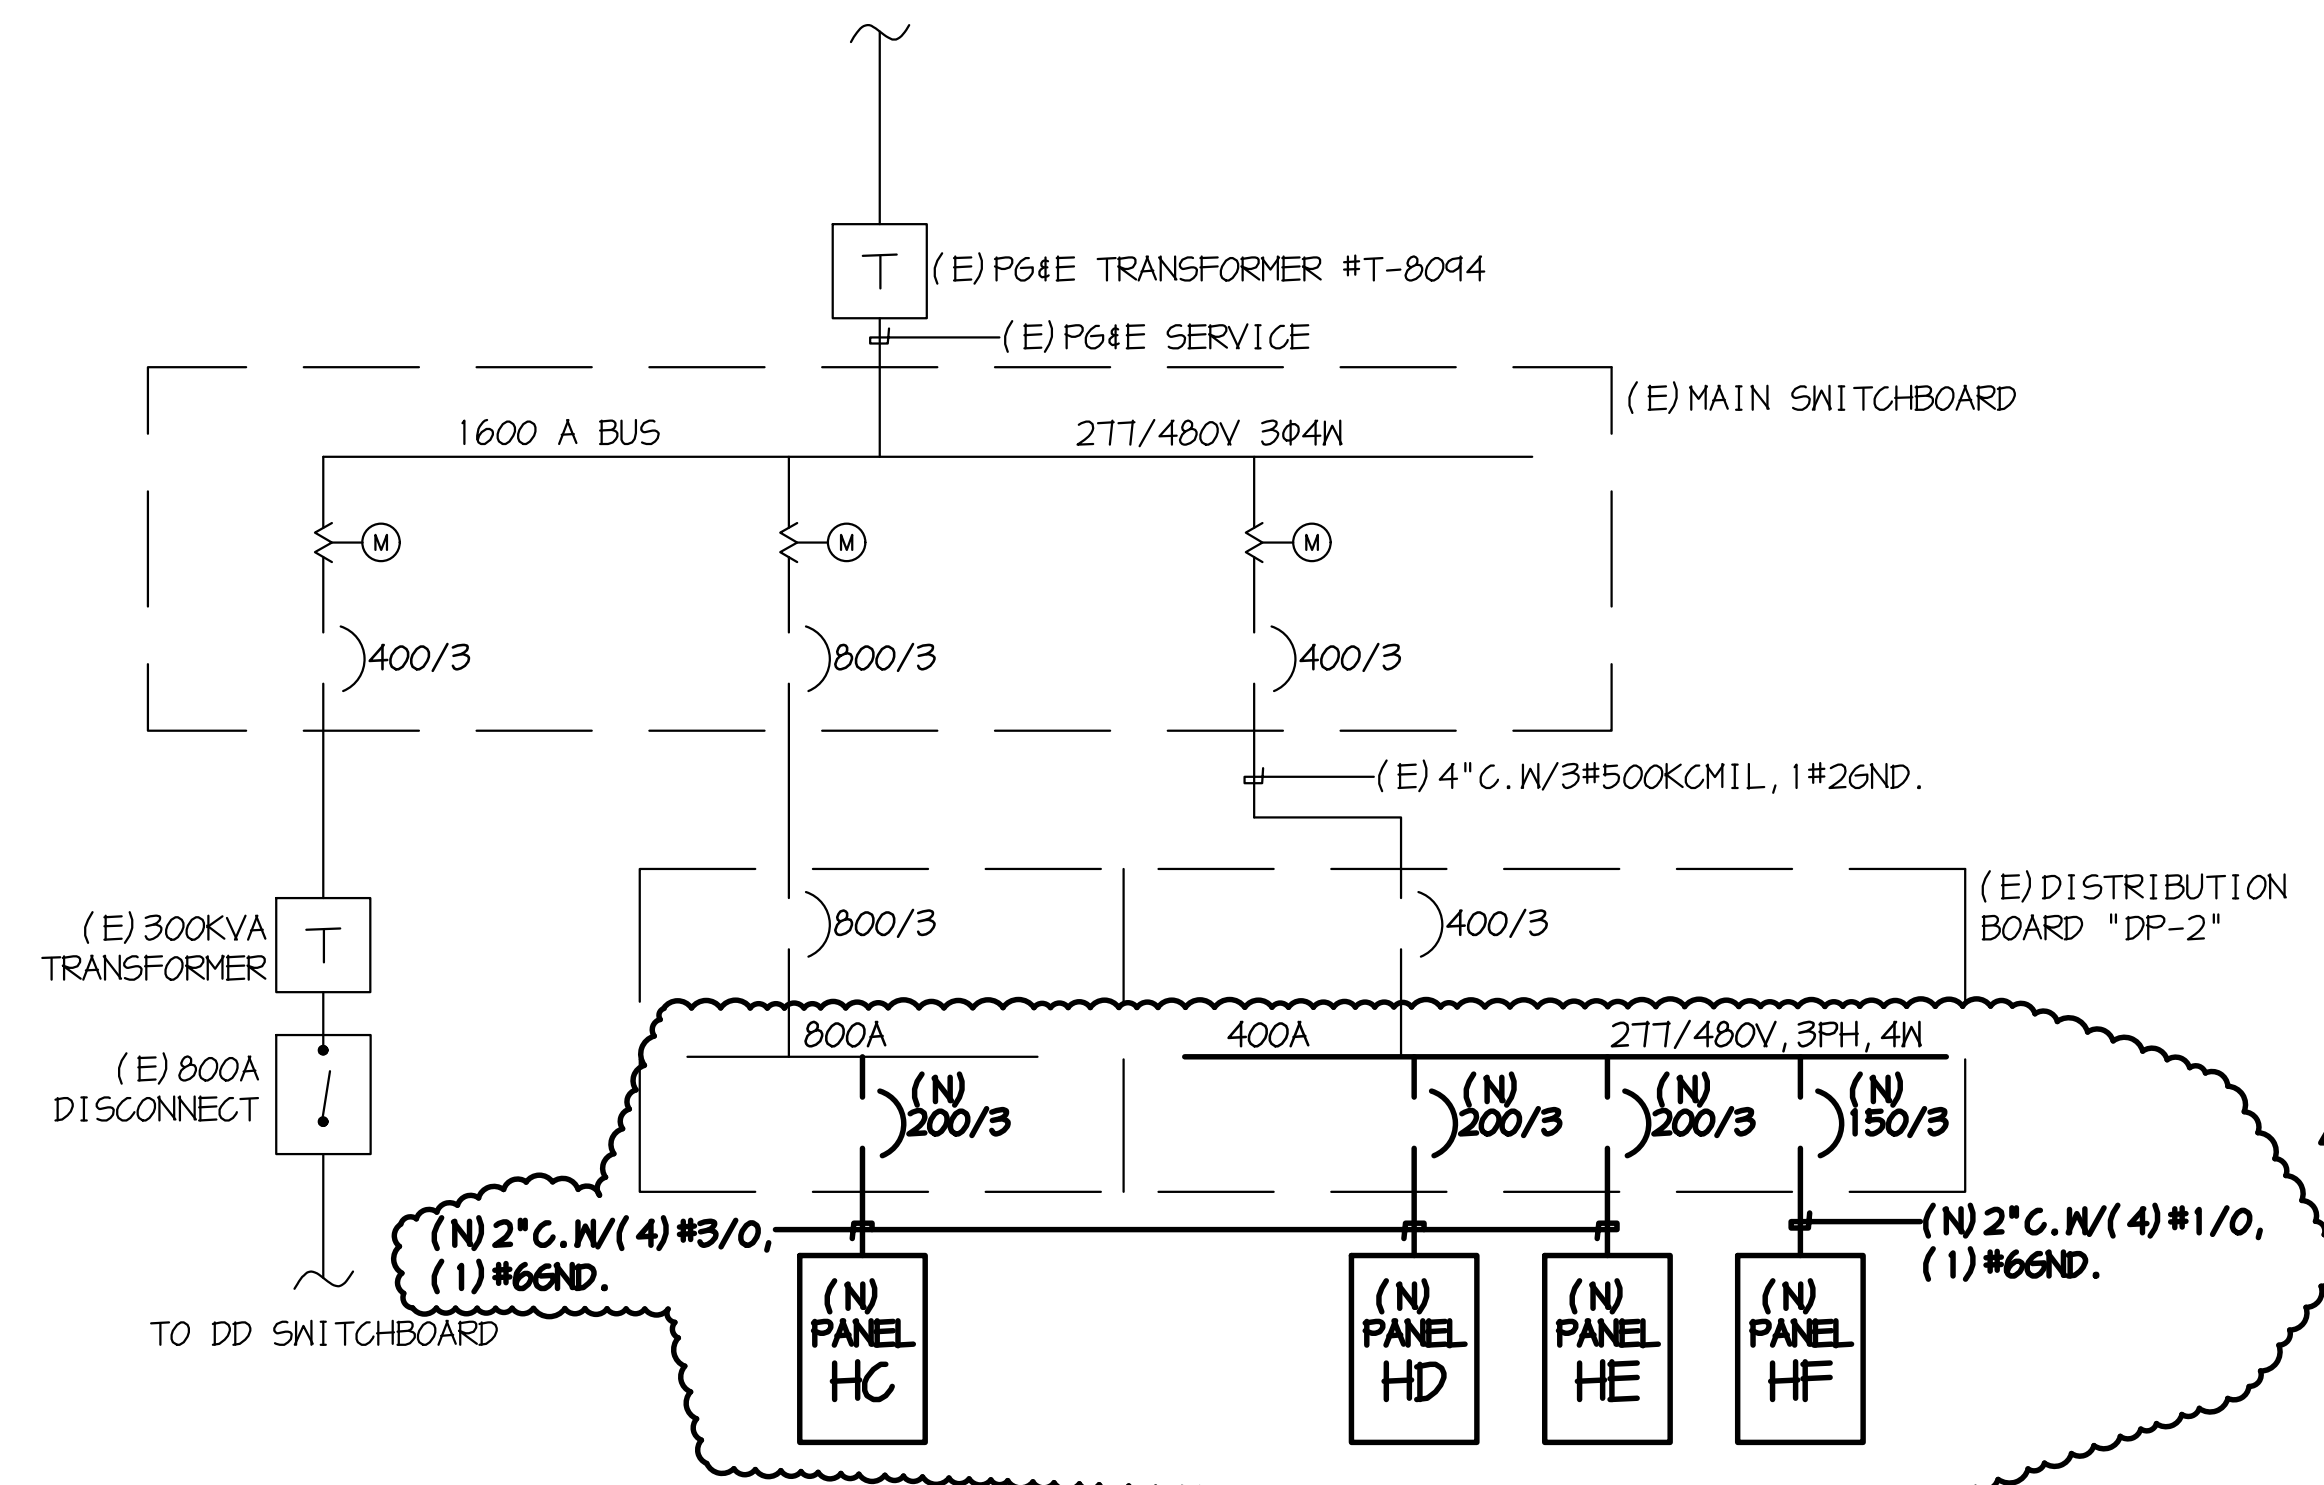 T
(E)PG&E TRANSFORMER #T-8094
(E)PG&E SERVICE
(E)MAIN SWITCHBOARD
1600 A BUS
277/480V 3Φ4W
M
M
M
400/3
800/3
400/3
(E)4"C.W/3#500KCMIL,1#2GND.
(E)300KVA
TRANSFORMER
T
800/3
400/3
(E)DISTRIBUTION
BOARD "DP-2"
(E)800A
DISCONNECT
800A
400A
277/480V,3PH,4W
(N)
200/3
(N)
200/3
(N)
200/3
(N)
150/3
(N)2"C.W/(4)#3/0,
(1)#6GND.
(N)2"C.W/(4)#1/0,
(1)#6GND.
TO DD SWITCHBOARD
(N)
PANEL
HC
(N)
PANEL
HD
(N)
PANEL
HE
(N)
PANEL
HF